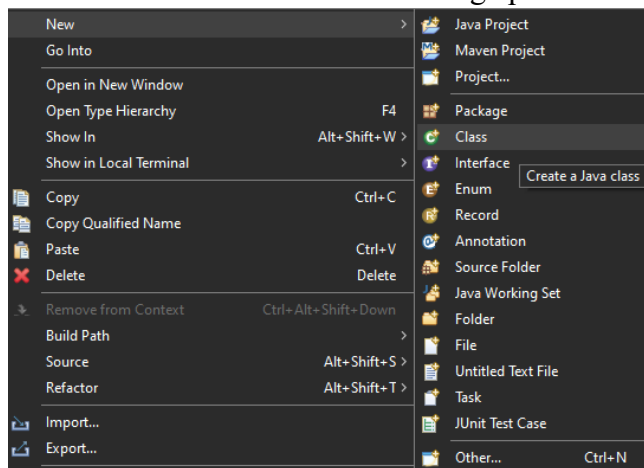 New
Go Into
Open in New Window
Open Type Hierarchy F4
Show In Alt+Shift+W >
Show in Local Terminal >
Copy Ctrl+C
Copy Qualified Name
Paste Ctrl+V
Delete Delete
Remove from Context Ctrl+Alt+Shift+Down
Build Path >
Source Alt+Shift+S >
Refactor Alt+Shift+T >
Import...
Export...
Java Project
Maven Project
Project...
Package
Class
Interface
Create a Java class
Enum
Record
Annotation
Source Folder
Java Working Set
Folder
File
Untitled Text File
Task
JUnit Test Case
Other... Ctrl+N